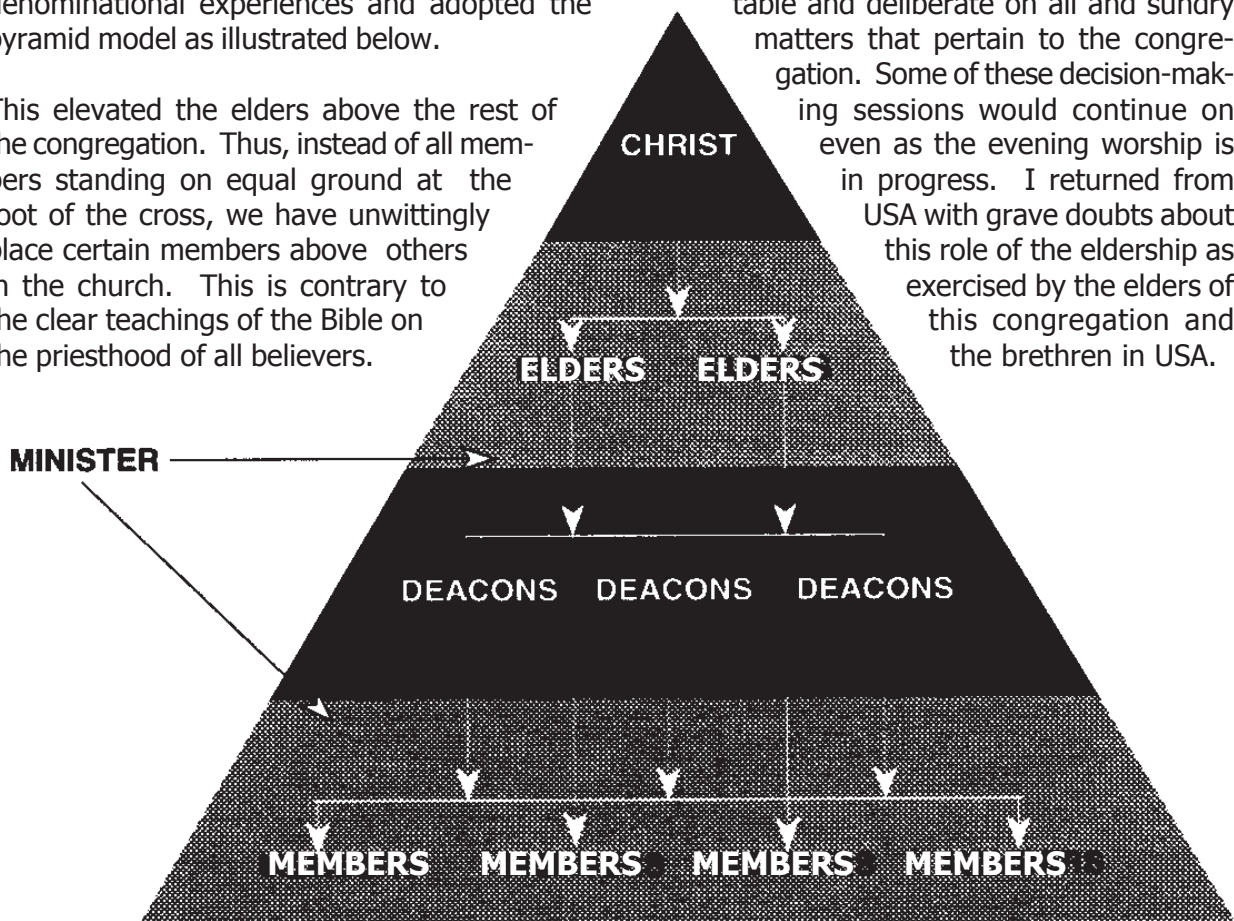 denominational experiences and adopted the
pyramid model as illustrated below.
This elevated the elders above the rest of
the congregation. Thus, instead of all mem-
bers standing on equal ground at the
foot of the cross, we have unwittingly
place certain members above others
in the church. This is contrary to
the clear teachings of the Bible on
the priesthood of all believers.
table and deliberate on all and sundry
matters that pertain to the congre-
gation. Some of these decision-mak-
ing sessions would continue on
even as the evening worship is
in progress. I returned from
USA with grave doubts about
this role of the eldership as
exercised by the elders of
this congregation and
the brethren in USA.
CHRIST
ELDERS ELDERS
MINISTER
DEACONS DEACONS DEACONS
MEMBERS MEMBERS MEMBERS MEMBERS